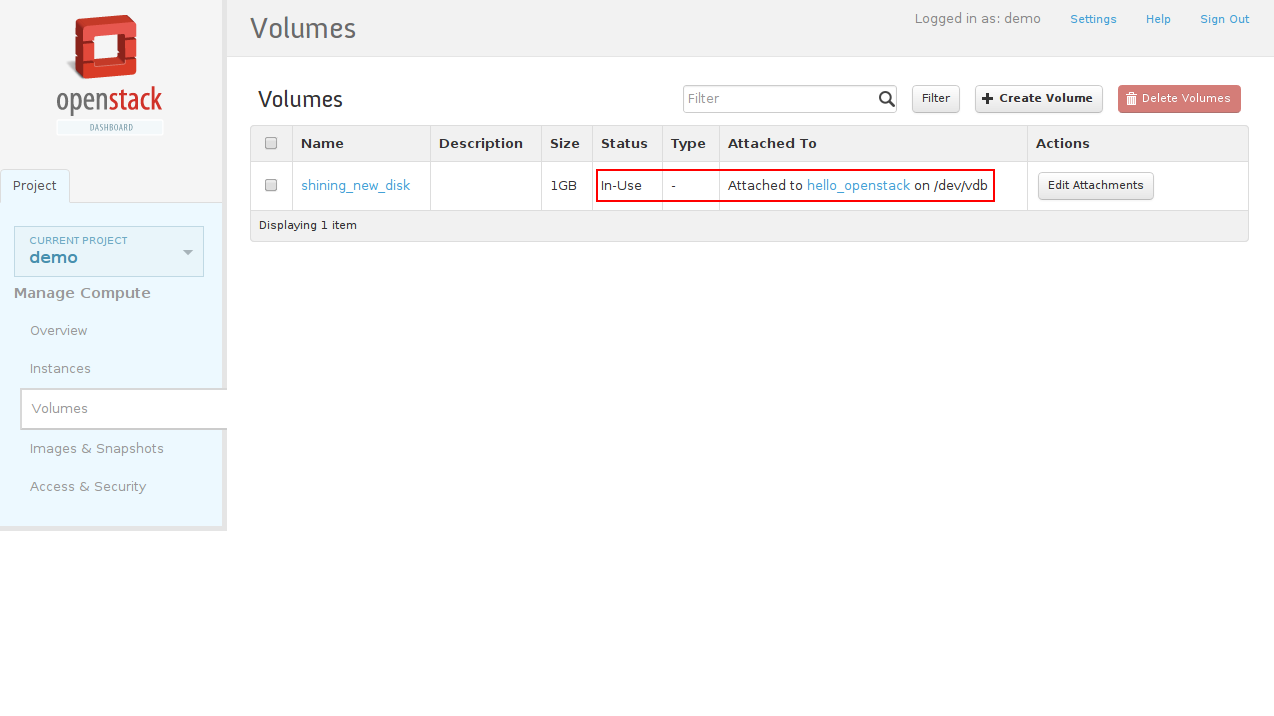 openstack
DASHBOARD
Volumes
Logged in as: demo Settings Help Sign Out
Project
CURRENT PROJECT
demo
Manage Compute
Overview
Instances
Volumes
Images & Snapshots
Access & Security
Volumes
Filter Filter Create Volume Delete Volumes
Name Description Size Status Type Attached To Actions
shining_new_disk 1GB In-Use - Attached to hello_openstack on /dev/vdb Edit Attachments
Displaying 1 item